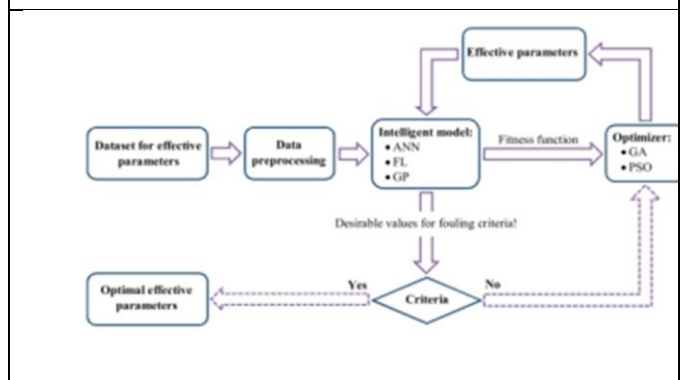 Effective parameters
Dataset for effective
parameters
Data
preprocessing
Intelligent model:
• ANN
• FL
• GP
Fitness function
Optimizer:
• GA
• PSO
Desirable values for fouling criteria!
Optimal effective
parameters
Yes
Criteria
No